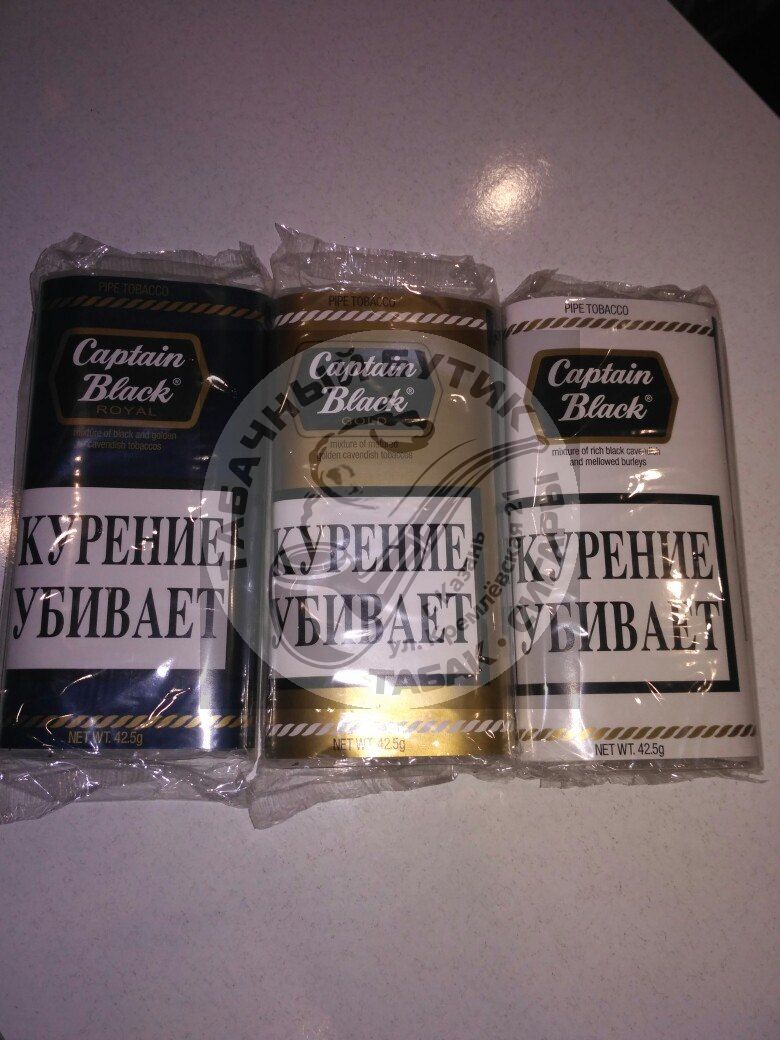 PIPE TOBACCO
Captain
Black®
ROYAL
mixture of black and golden
cavendish tobaccos
КУРЕНИЕ
УБИВАЕТ
NET WT. 42.5g
PIPE TOBACCO
Captain
Black®
GOLD
mixture of matured
golden cavendish tobaccos
КУРЕНИЕ
УБИВАЕТ
NET WT. 42.5g
PIPE TOBACCO
Captain
Black®
mixture of rich black cavendish
and mellowed burleys
КУРЕНИЕ
УБИВАЕТ
NET WT. 42.5g
ТАБАЧНЫЙ БУТИК
г. Казань
ул. Кремлёвская 21
ТАБАК